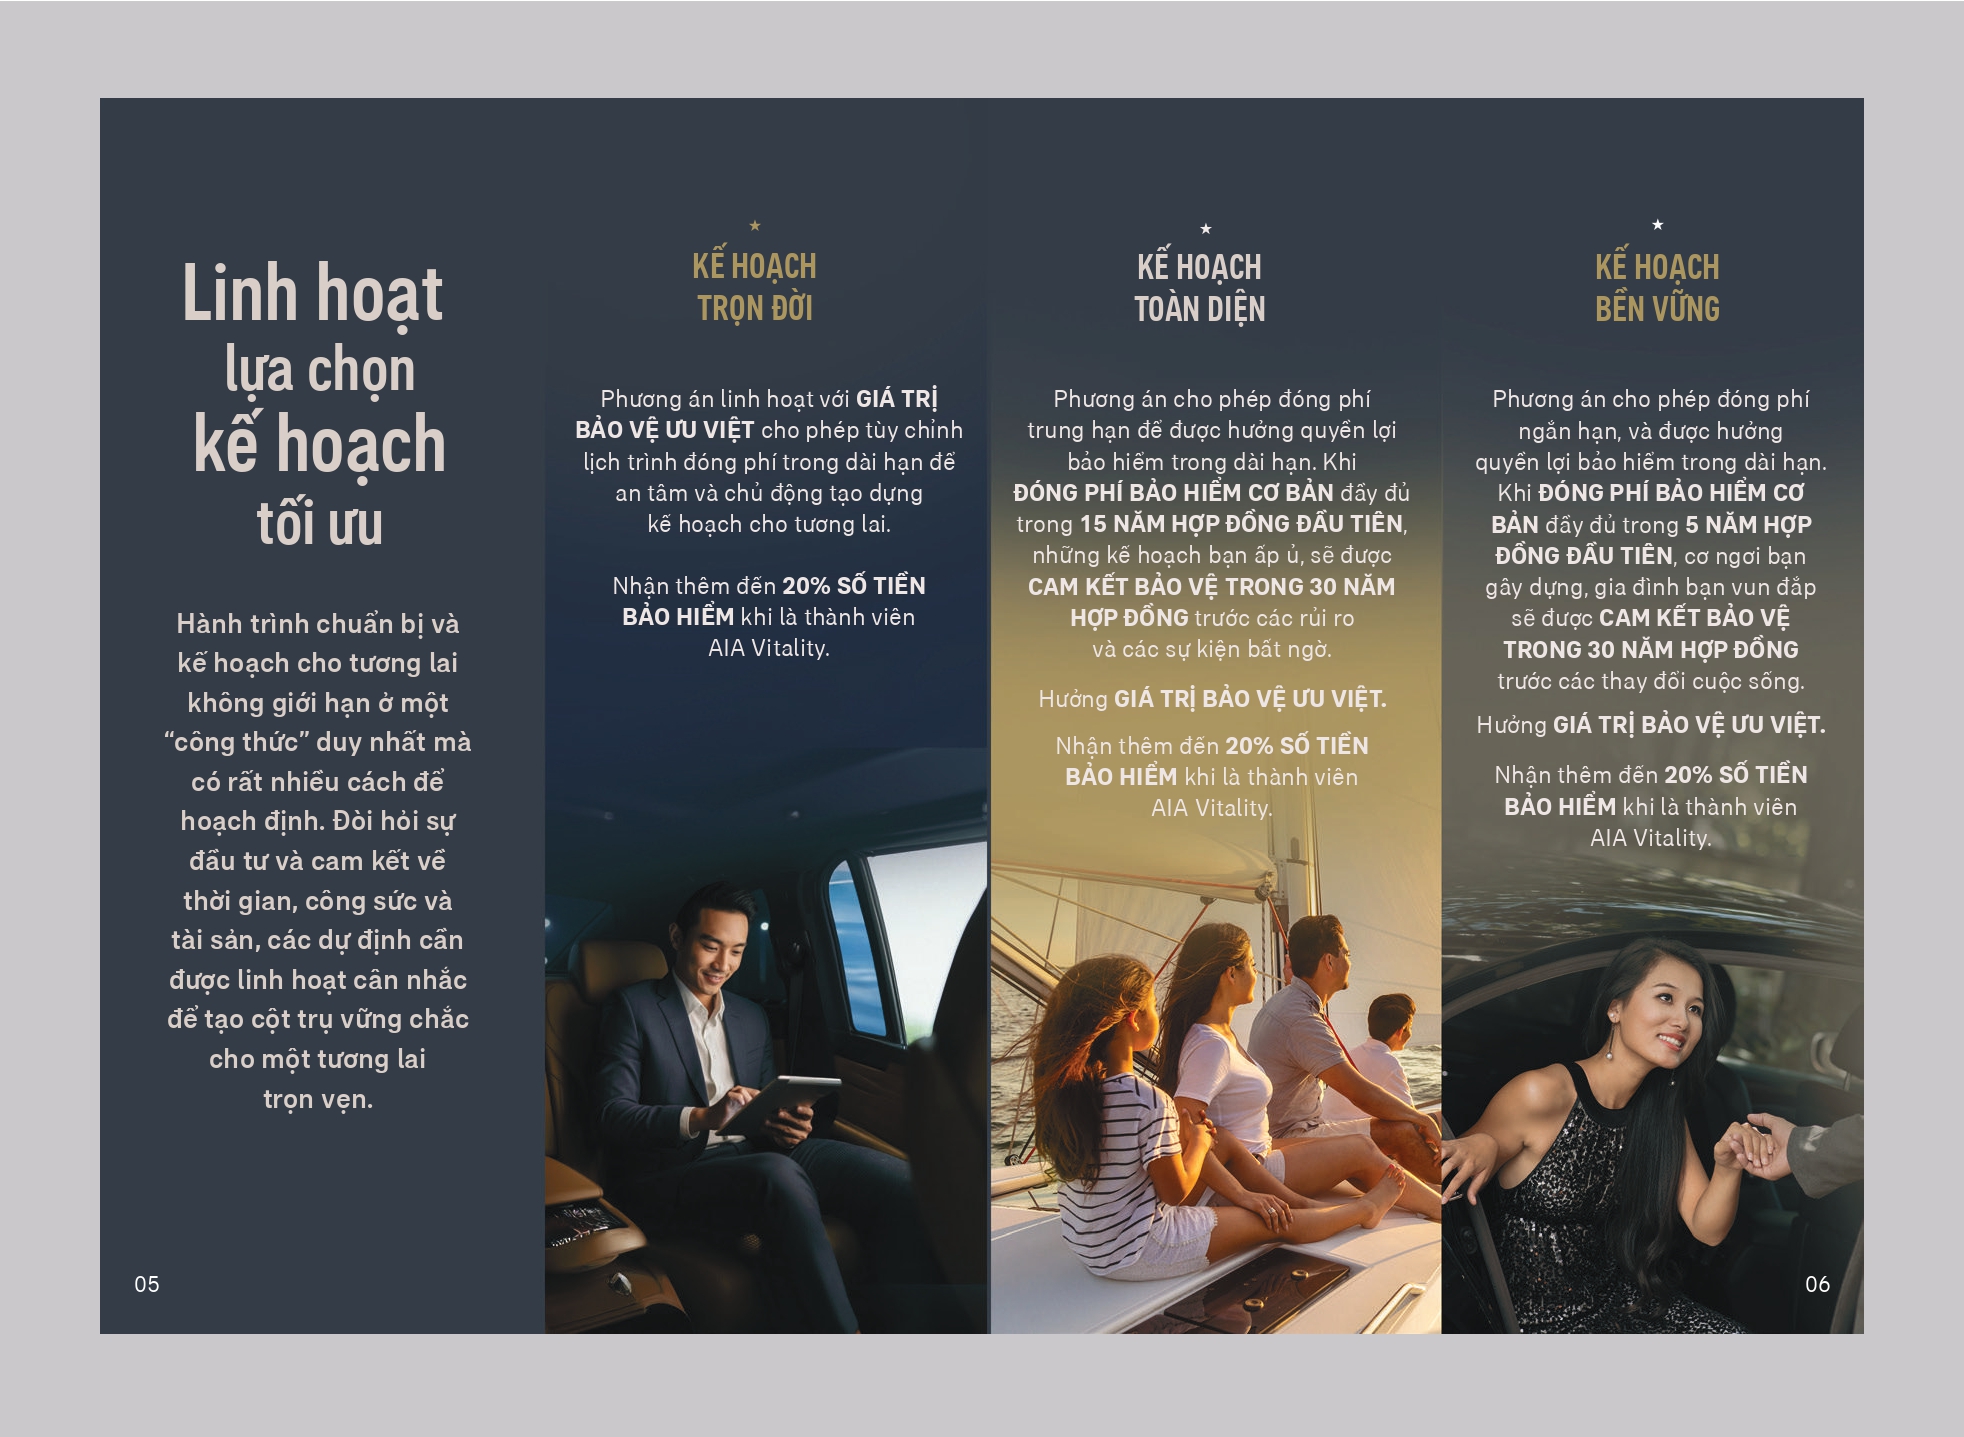 Linh hoạt
lựa chọn
kế hoạch
tối ưu
Hành trình chuẩn bị và
kế hoạch cho tương lai
không giới hạn ở một
“công thức” duy nhất mà
có rất nhiều cách để
hoạch định. Đòi hỏi sự
đầu tư và cam kết về
thời gian, công sức và
tài sản, các dự định cần
được linh hoạt cân nhắc
để tạo cột trụ vững chắc
cho một tương lai
trọn vẹn.
05
KẾ HOẠCH
TRỌN ĐỜI
Phương án linh hoạt với GIÁ TRỊ
BẢO VỆ ƯU VIỆT cho phép tùy chỉnh
lịch trình đóng phí trong dài hạn để
an tâm và chủ động tạo dựng
kế hoạch cho tương lai.
Nhận thêm đến 20% SỐ TIỀN
BẢO HIỂM khi là thành viên
AIA Vitality.
KẾ HOẠCH
TOÀN DIỆN
Phương án cho phép đóng phí
trung hạn để được hưởng quyền lợi
bảo hiểm trong dài hạn. Khi
ĐÓNG PHÍ BẢO HIỂM CƠ BẢN đầy đủ
trong 15 NĂM HỢP ĐỒNG ĐẦU TIÊN,
những kế hoạch bạn ấp ủ, sẽ được
CAM KẾT BẢO VỆ TRONG 30 NĂM
HỢP ĐỒNG trước các rủi ro
và các sự kiện bất ngờ.
Hưởng GIÁ TRỊ BẢO VỆ ƯU VIỆT.
Nhận thêm đến 20% SỐ TIỀN
BẢO HIỂM khi là thành viên
AIA Vitality.
KẾ HOẠCH
BỀN VỮNG
Phương án cho phép đóng phí
ngắn hạn, và được hưởng
quyền lợi bảo hiểm trong dài hạn.
Khi ĐÓNG PHÍ BẢO HIỂM CƠ
BẢN đầy đủ trong 5 NĂM HỢP
ĐỒNG ĐẦU TIÊN, cơ ngơi bạn
gây dựng, gia đình bạn vun đắp
sẽ được CAM KẾT BẢO VỆ
TRONG 30 NĂM HỢP ĐỒNG
trước các thay đổi cuộc sống.
Hưởng GIÁ TRỊ BẢO VỆ ƯU VIỆT.
Nhận thêm đến 20% SỐ TIỀN
BẢO HIỂM khi là thành viên
AIA Vitality.
06